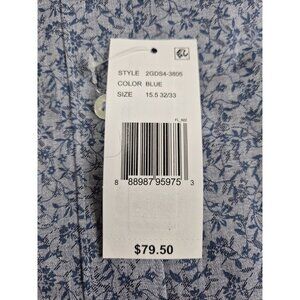 STYLE 2GDS4-3805
COLOR BLUE
SIZE 15.5 32/33
8 88987 95975 3
$79.50